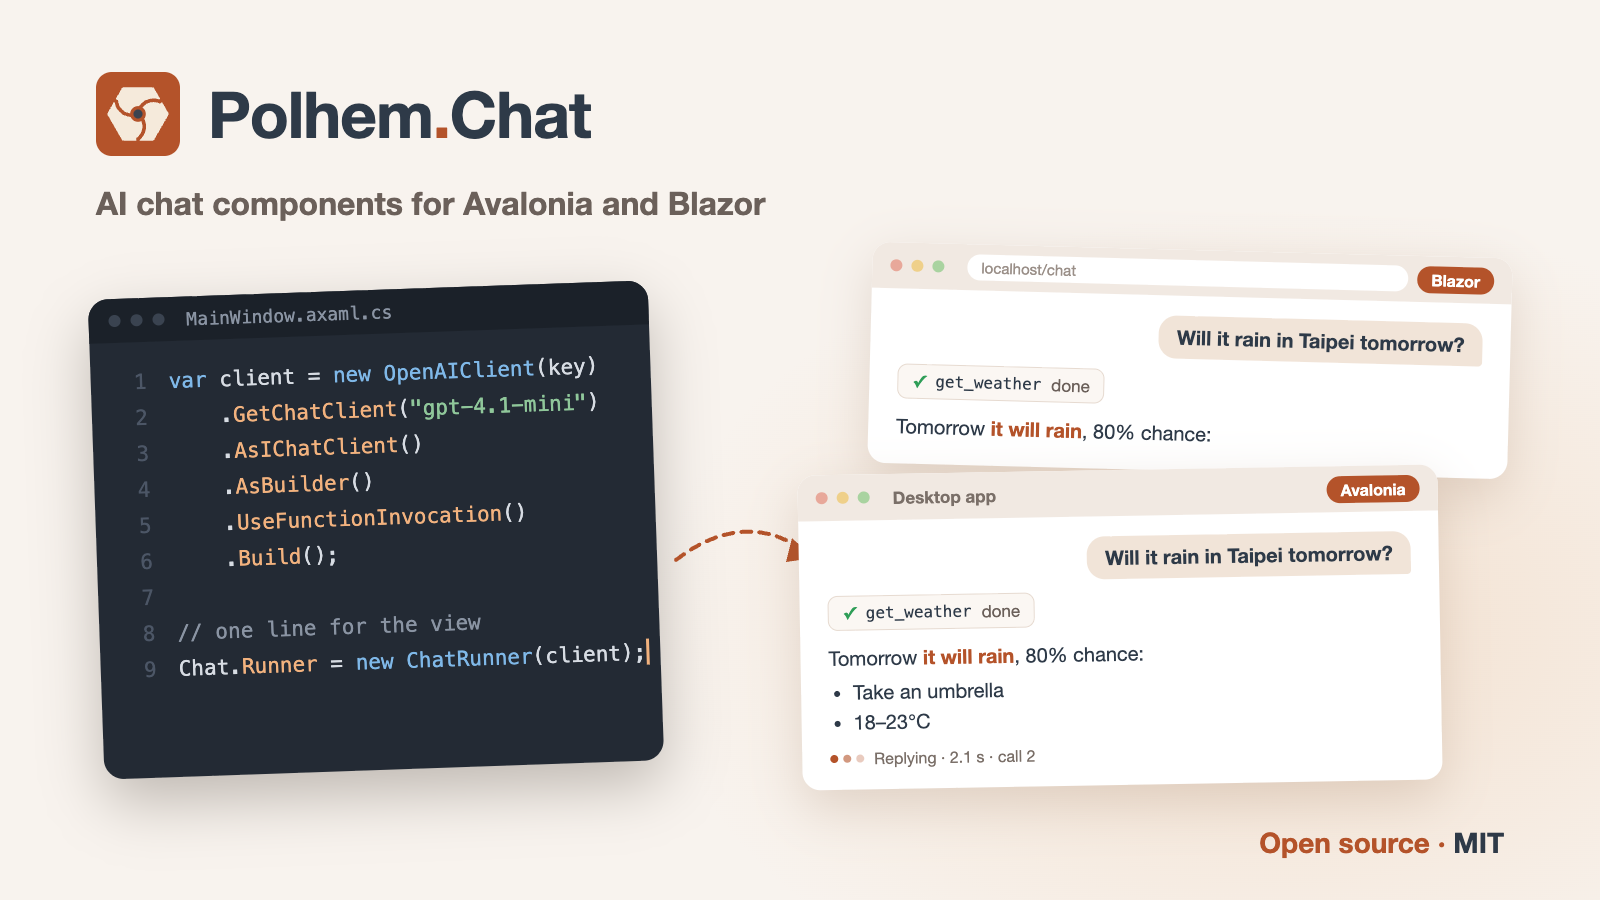 Polhem.Chat
AI chat components for Avalonia and Blazor
MainWindow.axaml.cs
1 var client = new OpenAIClient(key)
2 .GetChatClient("gpt-4.1-mini")
3 .AsIChatClient()
4 .AsBuilder()
5 .UseFunctionInvocation()
6 .Build();
7
8 // one line for the view
9 Chat.Runner = new ChatRunner(client);
localhost/chat
Blazor
Will it rain in Taipei tomorrow?
✓ get_weather done
Tomorrow it will rain, 80% chance:
Desktop app
Avalonia
Will it rain in Taipei tomorrow?
✓ get_weather done
Tomorrow it will rain, 80% chance:
• Take an umbrella
• 18–23°C
Replying · 2.1 s · call 2
Open source · MIT